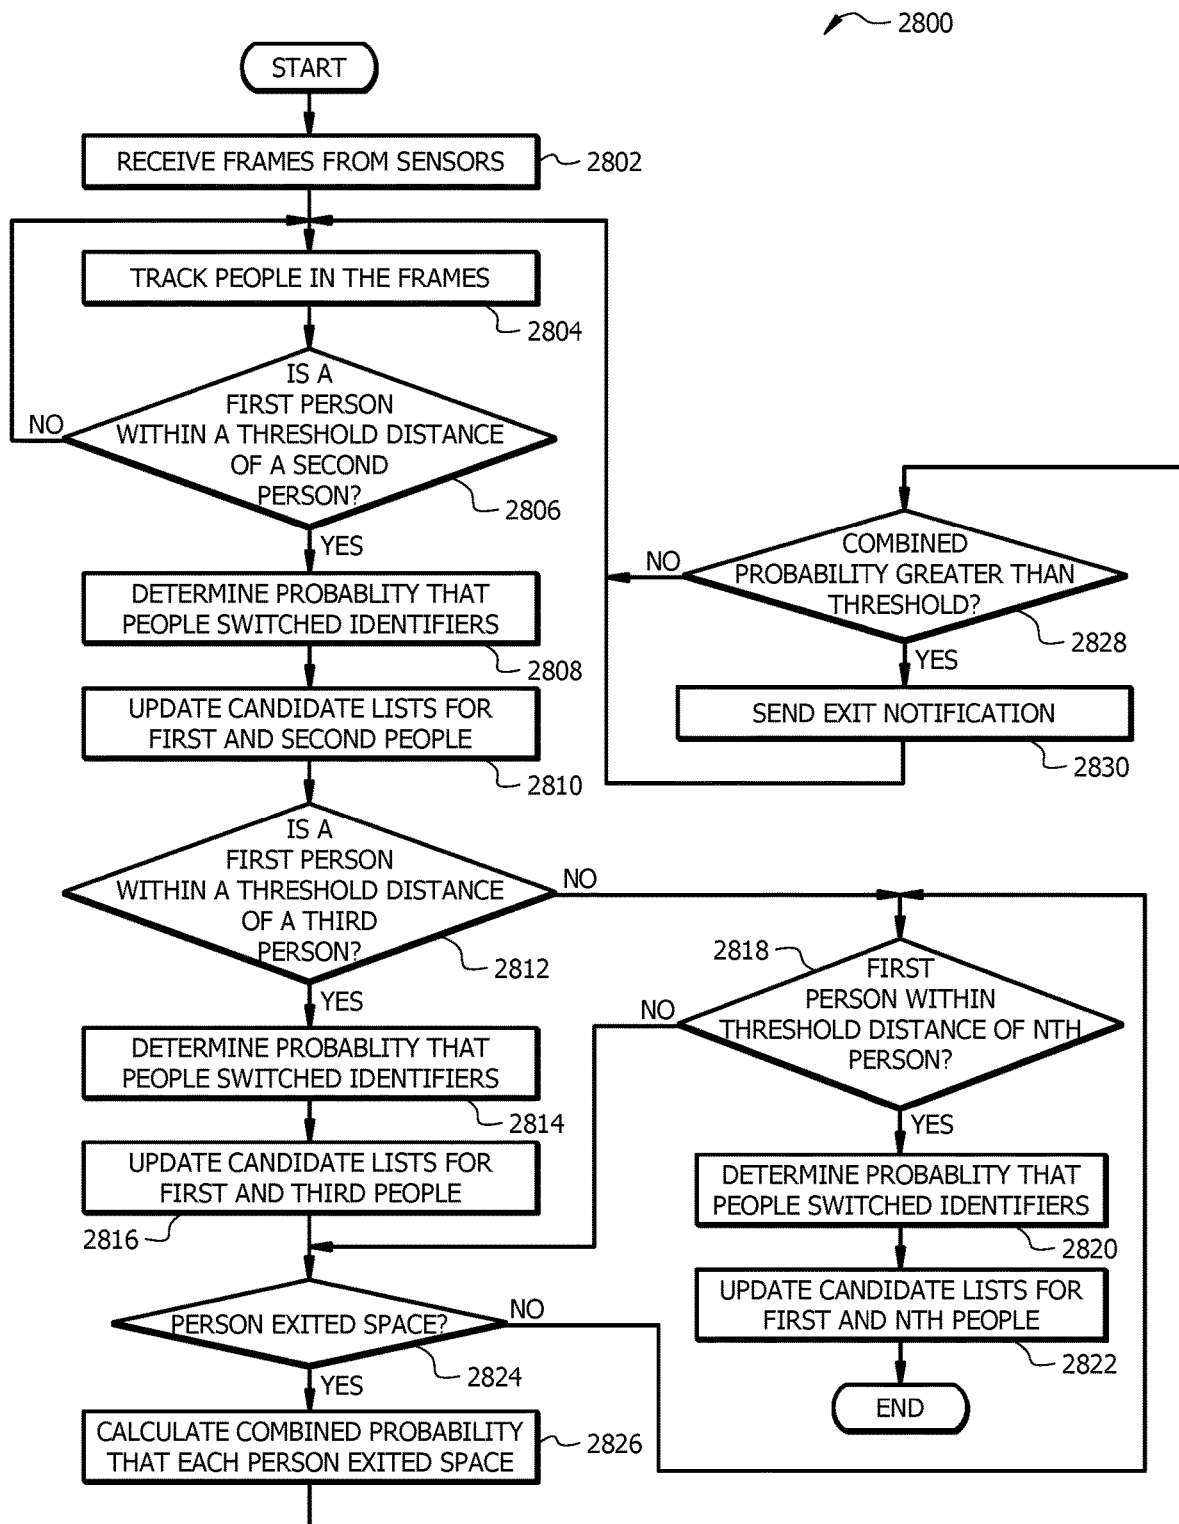 2800
START
RECEIVE FRAMES FROM SENSORS
2802
TRACK PEOPLE IN THE FRAMES
2804
IS A
FIRST PERSON
WITHIN A THRESHOLD DISTANCE
OF A SECOND
PERSON?
NO
2806
YES
DETERMINE PROBABLITY THAT
PEOPLE SWITCHED IDENTIFIERS
2808
UPDATE CANDIDATE LISTS FOR
FIRST AND SECOND PEOPLE
2810
IS A
FIRST PERSON
WITHIN A THRESHOLD DISTANCE
OF A THIRD
PERSON?
NO
2812
YES
DETERMINE PROBABLITY THAT
PEOPLE SWITCHED IDENTIFIERS
2814
UPDATE CANDIDATE LISTS FOR
FIRST AND THIRD PEOPLE
2816
PERSON EXITED SPACE?
NO
2824
YES
CALCULATE COMBINED PROBABILITY
THAT EACH PERSON EXITED SPACE
2826
COMBINED
PROBABILITY GREATER THAN
THRESHOLD?
NO
2828
YES
SEND EXIT NOTIFICATION
2830
2818
FIRST
PERSON WITHIN
THRESHOLD DISTANCE OF NTH
PERSON?
NO
YES
DETERMINE PROBABLITY THAT
PEOPLE SWITCHED IDENTIFIERS
2820
UPDATE CANDIDATE LISTS FOR
FIRST AND NTH PEOPLE
2822
END